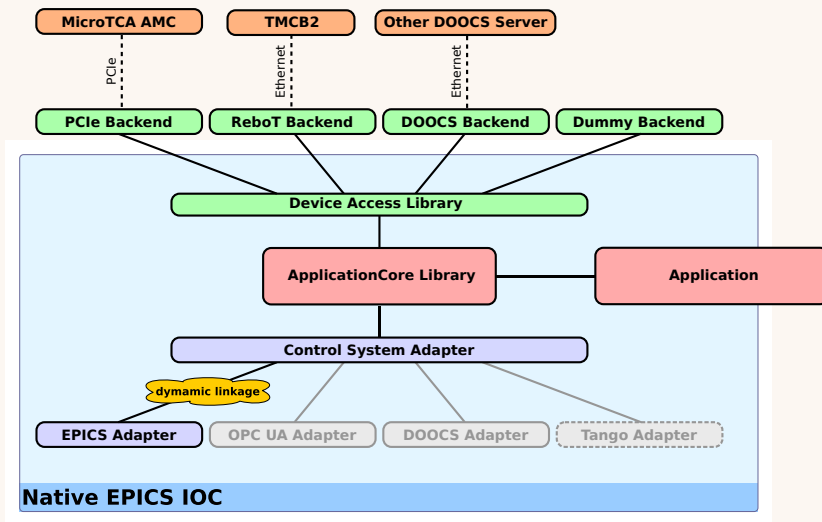 MicroTCA AMC
TMCB2
Other DOOCS Server
PCIe
Ethernet
Ethernet
PCIe Backend
ReboT Backend
DOOCS Backend
Dummy Backend
Device Access Library
ApplicationCore Library
Application
Control System Adapter
dymamic linkage
EPICS Adapter
OPC UA Adapter
DOOCS Adapter
Tango Adapter
Native EPICS IOC